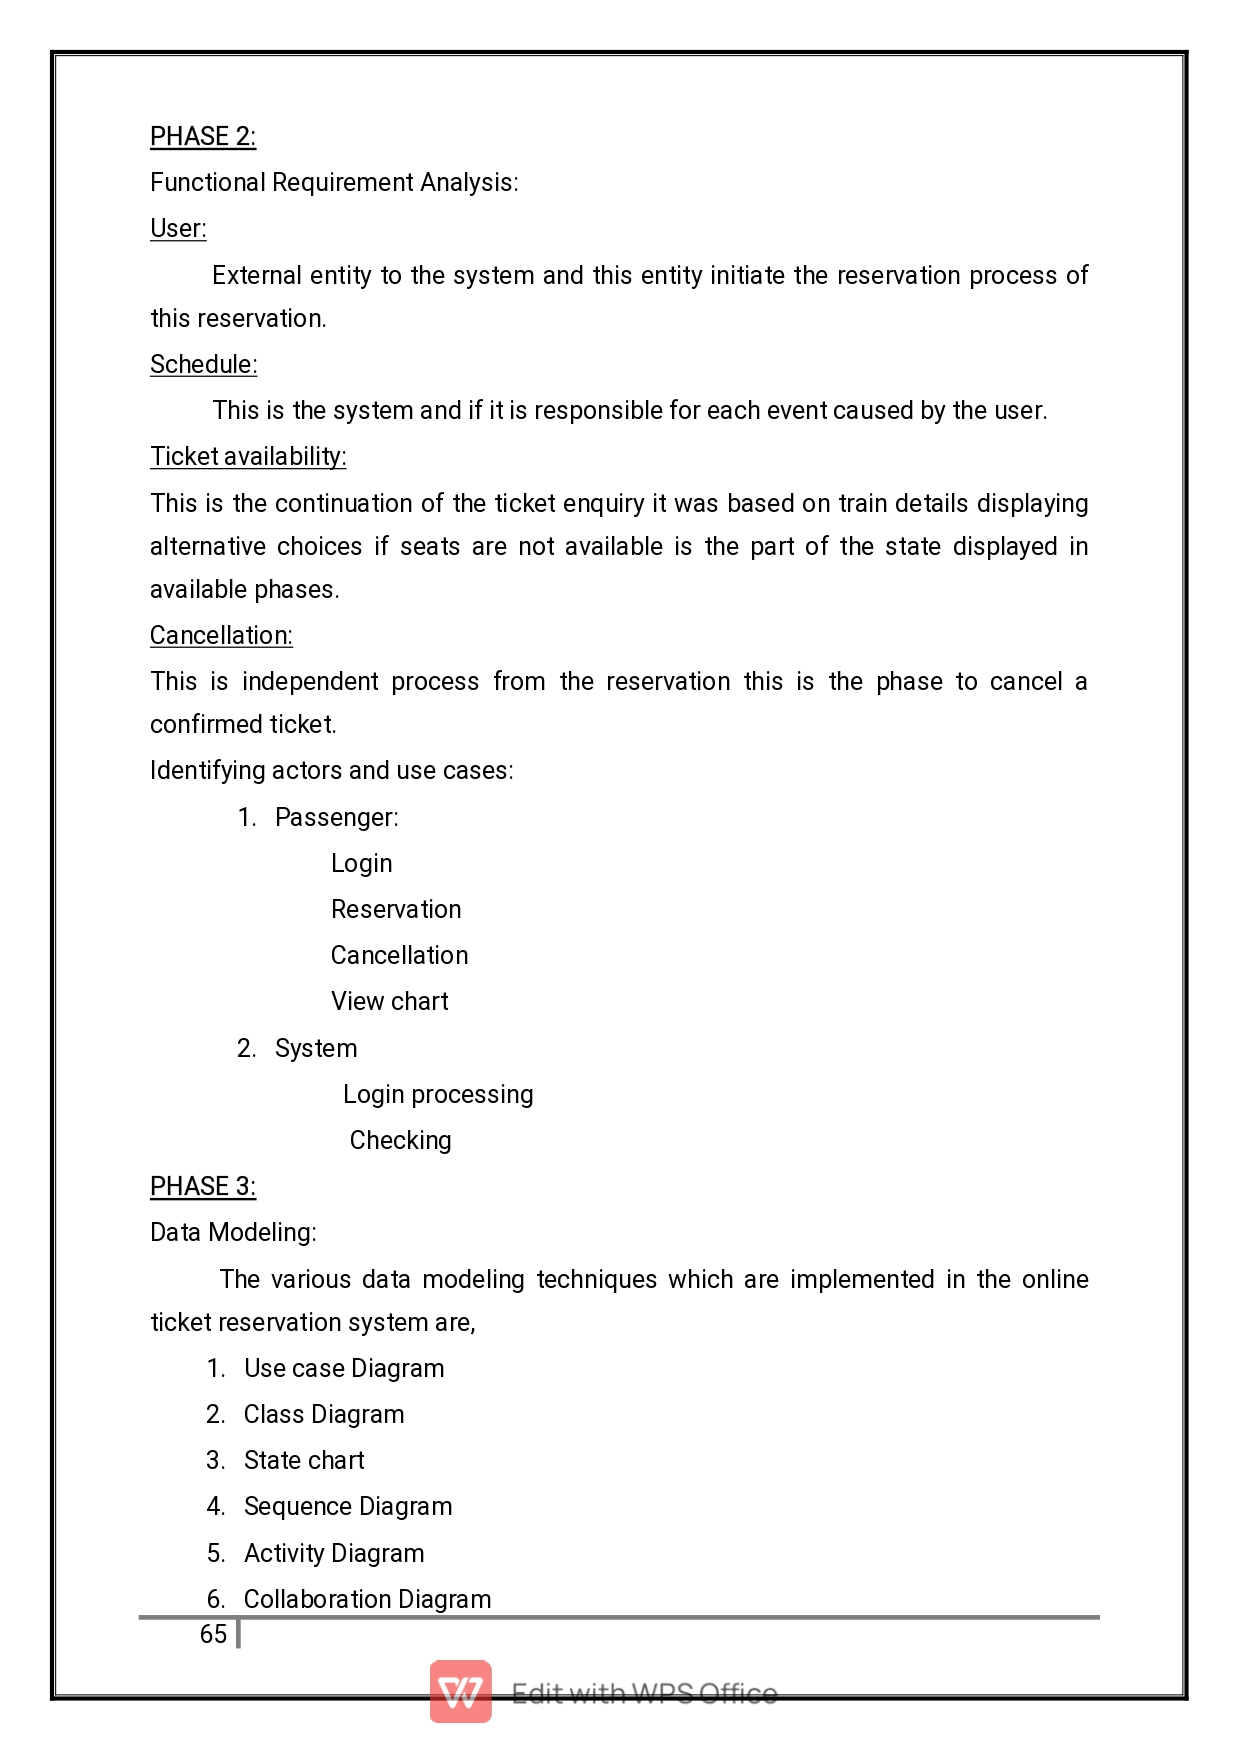 PHASE 2:
Functional Requirement Analysis:
User:
External entity to the system and this entity initiate the reservation process of
this reservation.
Schedule:
This is the system and if it is responsible for each event caused by the user.
Ticket availability:
This is the continuation of the ticket enquiry it was based on train details displaying
alternative choices if seats are not available is the part of the state displayed in
available phases.
Cancellation:
This is independent process from the reservation this is the phase to cancel a
confirmed ticket.
Identifying actors and use cases:
1. Passenger:
Login
Reservation
Cancellation
View chart
2. System
Login processing
Checking
PHASE 3:
Data Modeling:
The various data modeling techniques which are implemented in the online
ticket reservation system are,
1. Use case Diagram
2. Class Diagram
3. State chart
4. Sequence Diagram
5. Activity Diagram
6. Collaboration Diagram
65
Edit with WPS Office